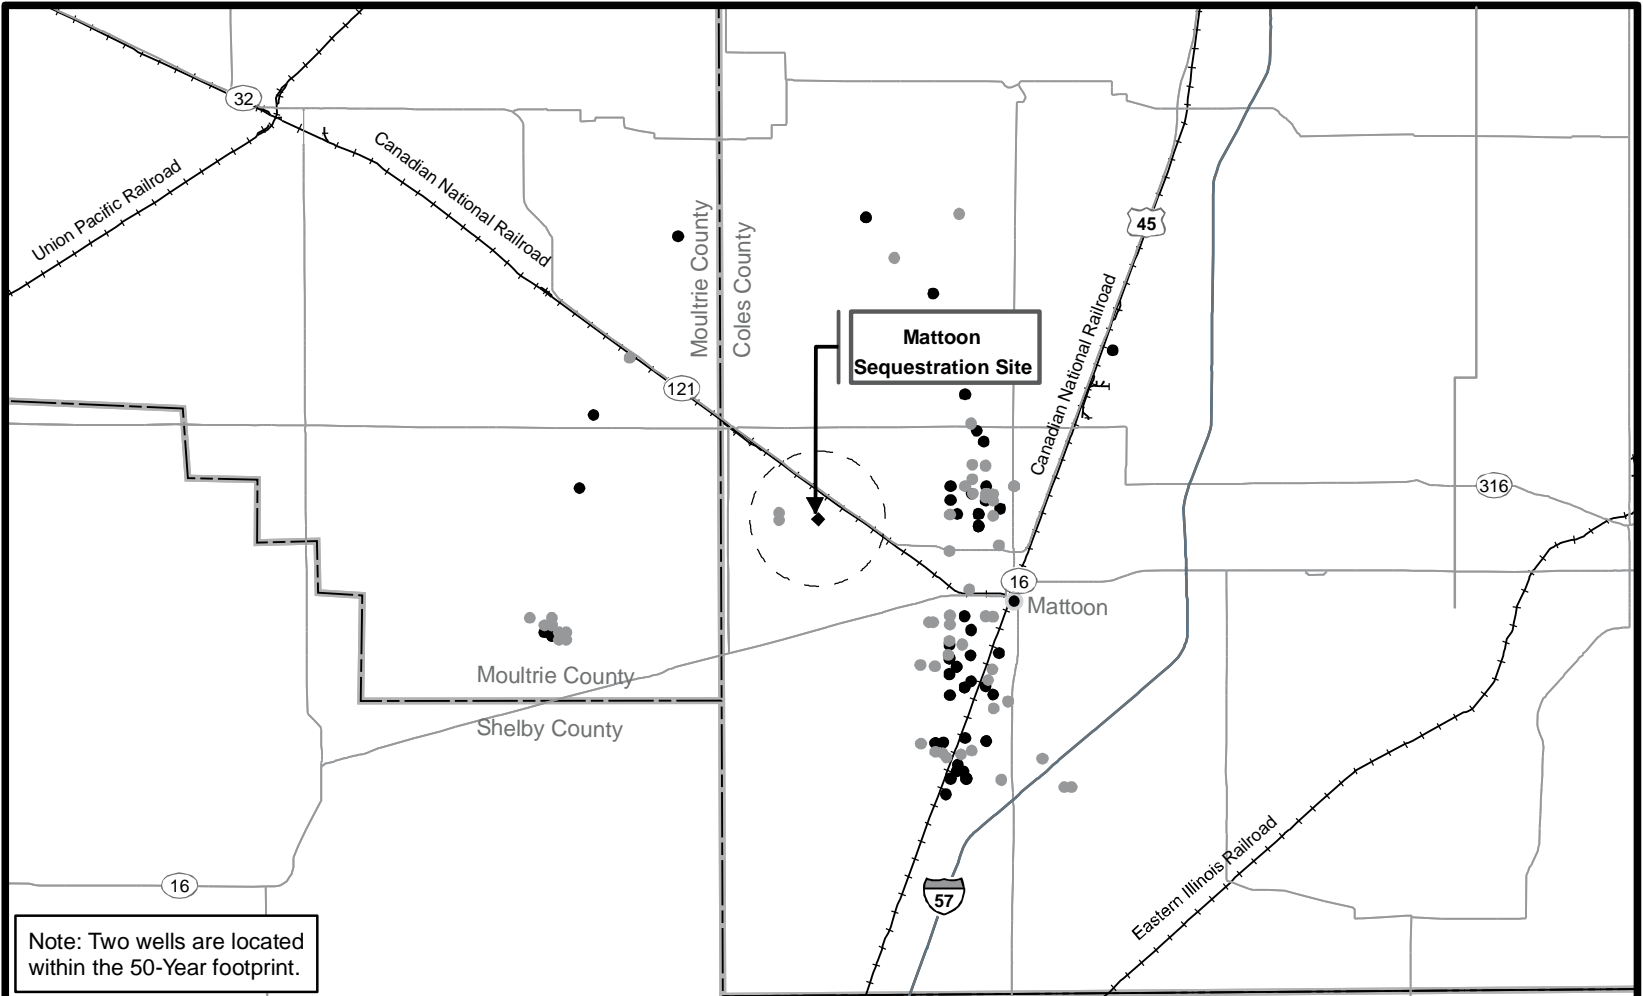 32
Canadian National Railroad
Union Pacific Railroad
Moultrie County
Coles County
45
Mattoon
Sequestration Site
Canadian National Railroad
121
316
16
Mattoon
Moultrie County
Shelby County
16
57
Eastern Illinois Railroad
Note: Two wells are located
within the 50-Year footprint.